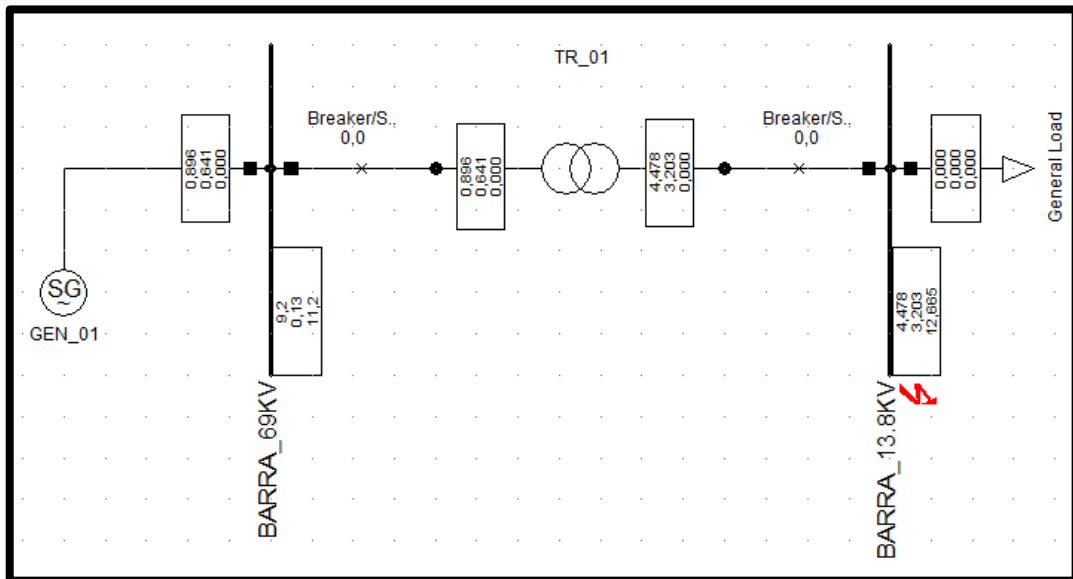 TR_01
Breaker/S..
0,0
Breaker/S..
0,0
0,896
0,641
0,000
0,896
0,641
0,000
4,478
3,203
0,000
0,000
0,000
0,000
General Load
SG
~
GEN_01
9,2
0,13
11,2
4,478
3,203
12,665
BARRA_69KV
BARRA_13.8KV